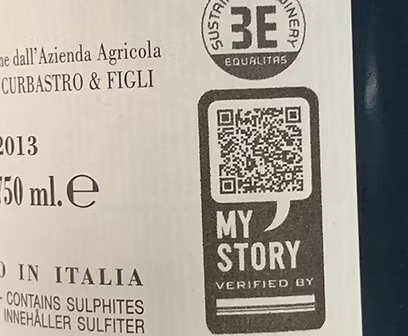 3E
EQUALITAS
dall'Azienda Agricola
CURBASTRO & FIGLI
2013
750 ml. e
MY
STORY
VERIFIED BY
IN ITALIA
- CONTAINS SULPHITES
INNEHÅLLER SULFITER